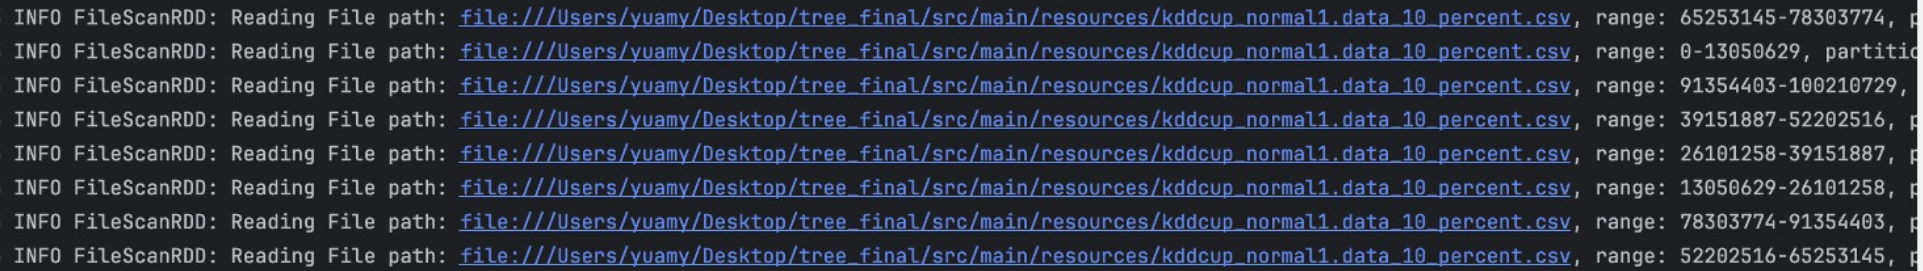 INFO FileScanRDD: Reading File path: file:///Users/yuamy/Desktop/tree_final/src/main/resources/kddcup_normal1.data_10_percent.csv, range: 65253145-78303774,
INFO FileScanRDD: Reading File path: file:///Users/yuamy/Desktop/tree_final/src/main/resources/kddcup_normal1.data_10_percent.csv, range: 0-13050629, partitic
INFO FileScanRDD: Reading File path: file:///Users/yuamy/Desktop/tree_final/src/main/resources/kddcup_normal1.data_10_percent.csv, range: 91354403-100210729,
INFO FileScanRDD: Reading File path: file:///Users/yuamy/Desktop/tree_final/src/main/resources/kddcup_normal1.data_10_percent.csv, range: 39151887-52202516,
INFO FileScanRDD: Reading File path: file:///Users/yuamy/Desktop/tree_final/src/main/resources/kddcup_normal1.data_10_percent.csv, range: 26101258-39151887,
INFO FileScanRDD: Reading File path: file:///Users/yuamy/Desktop/tree_final/src/main/resources/kddcup_normal1.data_10_percent.csv, range: 13050629-26101258,
INFO FileScanRDD: Reading File path: file:///Users/yuamy/Desktop/tree_final/src/main/resources/kddcup_normal1.data_10_percent.csv, range: 78303774-91354403,
INFO FileScanRDD: Reading File path: file:///Users/yuamy/Desktop/tree_final/src/main/resources/kddcup_normal1.data_10_percent.csv, range: 52202516-65253145,